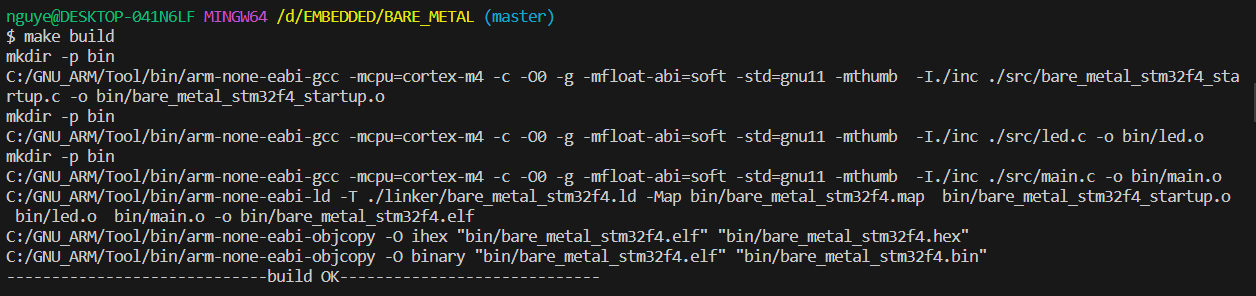 nguye@DESKTOP-041N6LF MINGW64 /d/EMBEDDED/BARE_METAL (master)
$ make build
mkdir -p bin
C:/GNU_ARM/Tool/bin/arm-none-eabi-gcc -mcpu=cortex-m4 -c -O0 -g -mfloat-abi=soft -std=gnu11 -mthumb  -I./inc ./src/bare_metal_stm32f4_sta
rtup.c -o bin/bare_metal_stm32f4_startup.o
mkdir -p bin
C:/GNU_ARM/Tool/bin/arm-none-eabi-gcc -mcpu=cortex-m4 -c -O0 -g -mfloat-abi=soft -std=gnu11 -mthumb  -I./inc ./src/led.c -o bin/led.o
mkdir -p bin
C:/GNU_ARM/Tool/bin/arm-none-eabi-gcc -mcpu=cortex-m4 -c -O0 -g -mfloat-abi=soft -std=gnu11 -mthumb  -I./inc ./src/main.c -o bin/main.o
C:/GNU_ARM/Tool/bin/arm-none-eabi-ld -T ./linker/bare_metal_stm32f4.ld -Map bin/bare_metal_stm32f4.map  bin/bare_metal_stm32f4_startup.o
 bin/led.o  bin/main.o -o bin/bare_metal_stm32f4.elf
C:/GNU_ARM/Tool/bin/arm-none-eabi-objcopy -O ihex "bin/bare_metal_stm32f4.elf" "bin/bare_metal_stm32f4.hex"
C:/GNU_ARM/Tool/bin/arm-none-eabi-objcopy -O binary "bin/bare_metal_stm32f4.elf" "bin/bare_metal_stm32f4.bin"
-----------------------------build OK-----------------------------